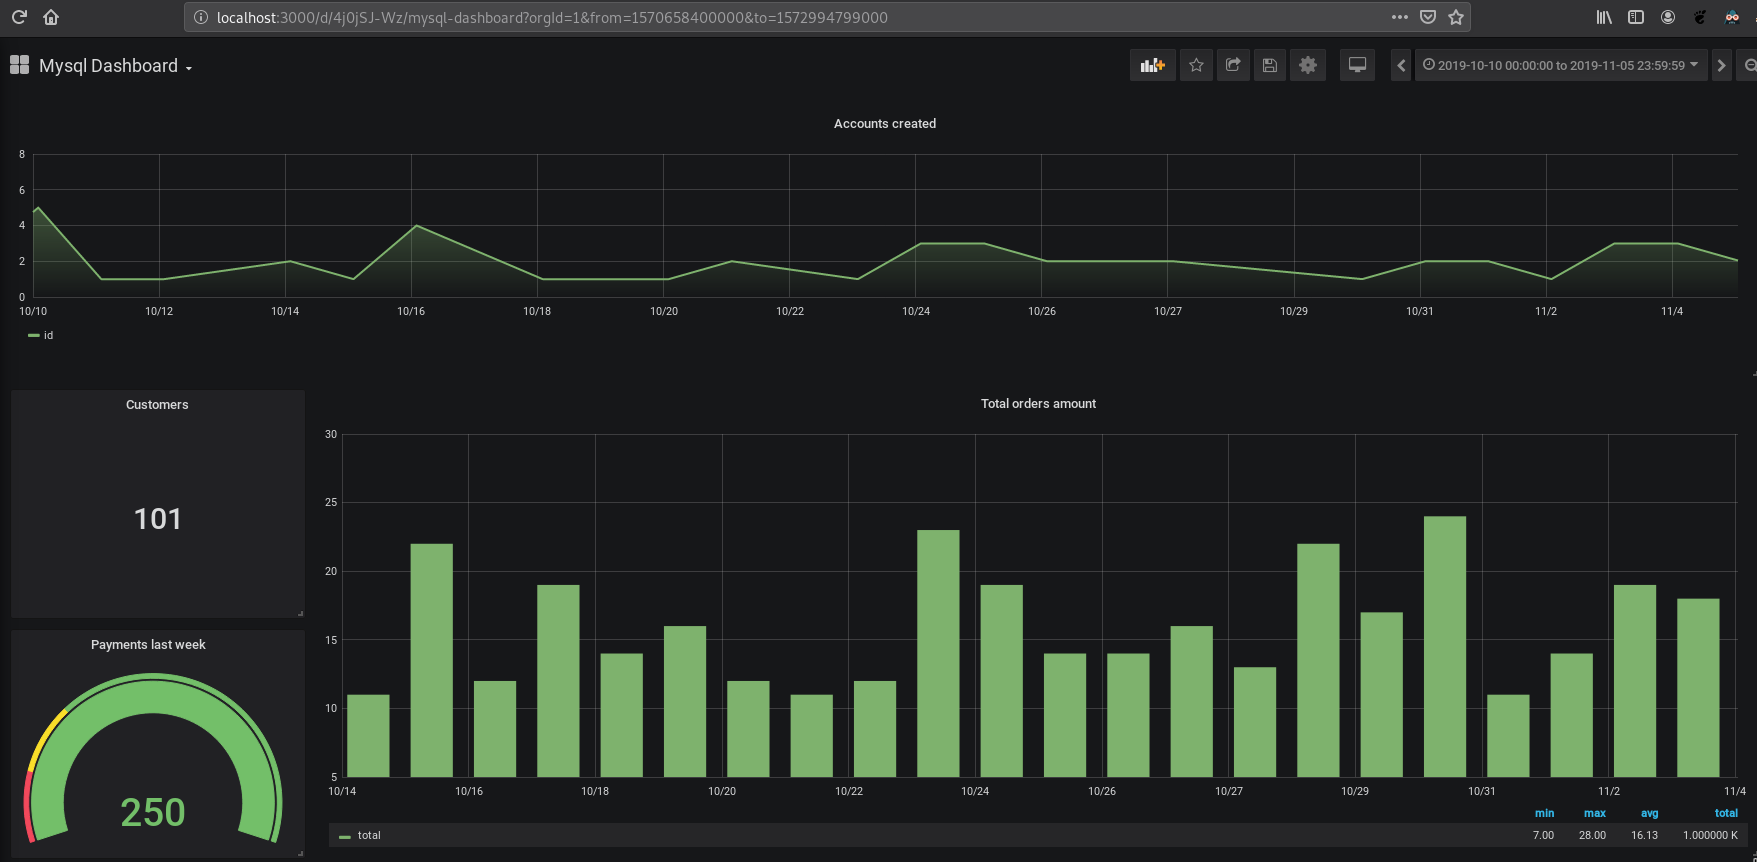 localhost:3000/d/4j0jSJ-Wz/mysql-dashboard?orgId=1&from=1570658400000&to=1572994799000
Mysql Dashboard
2019-10-10 00:00:00 to 2019-11-05 23:59:59
Accounts created
8
6
4
2
0
10/10 10/12 10/14 10/16 10/18 10/20 10/22 10/24 10/26 10/27 10/29 10/31 11/2 11/4
id
Customers
101
Payments last week
250
Total orders amount
30
25
20
15
10
5
10/14 10/16 10/18 10/20 10/22 10/24 10/26 10/27 10/29 10/31 11/2 11/4
min max avg total
total 7.00 28.00 16.13 1.000000 K